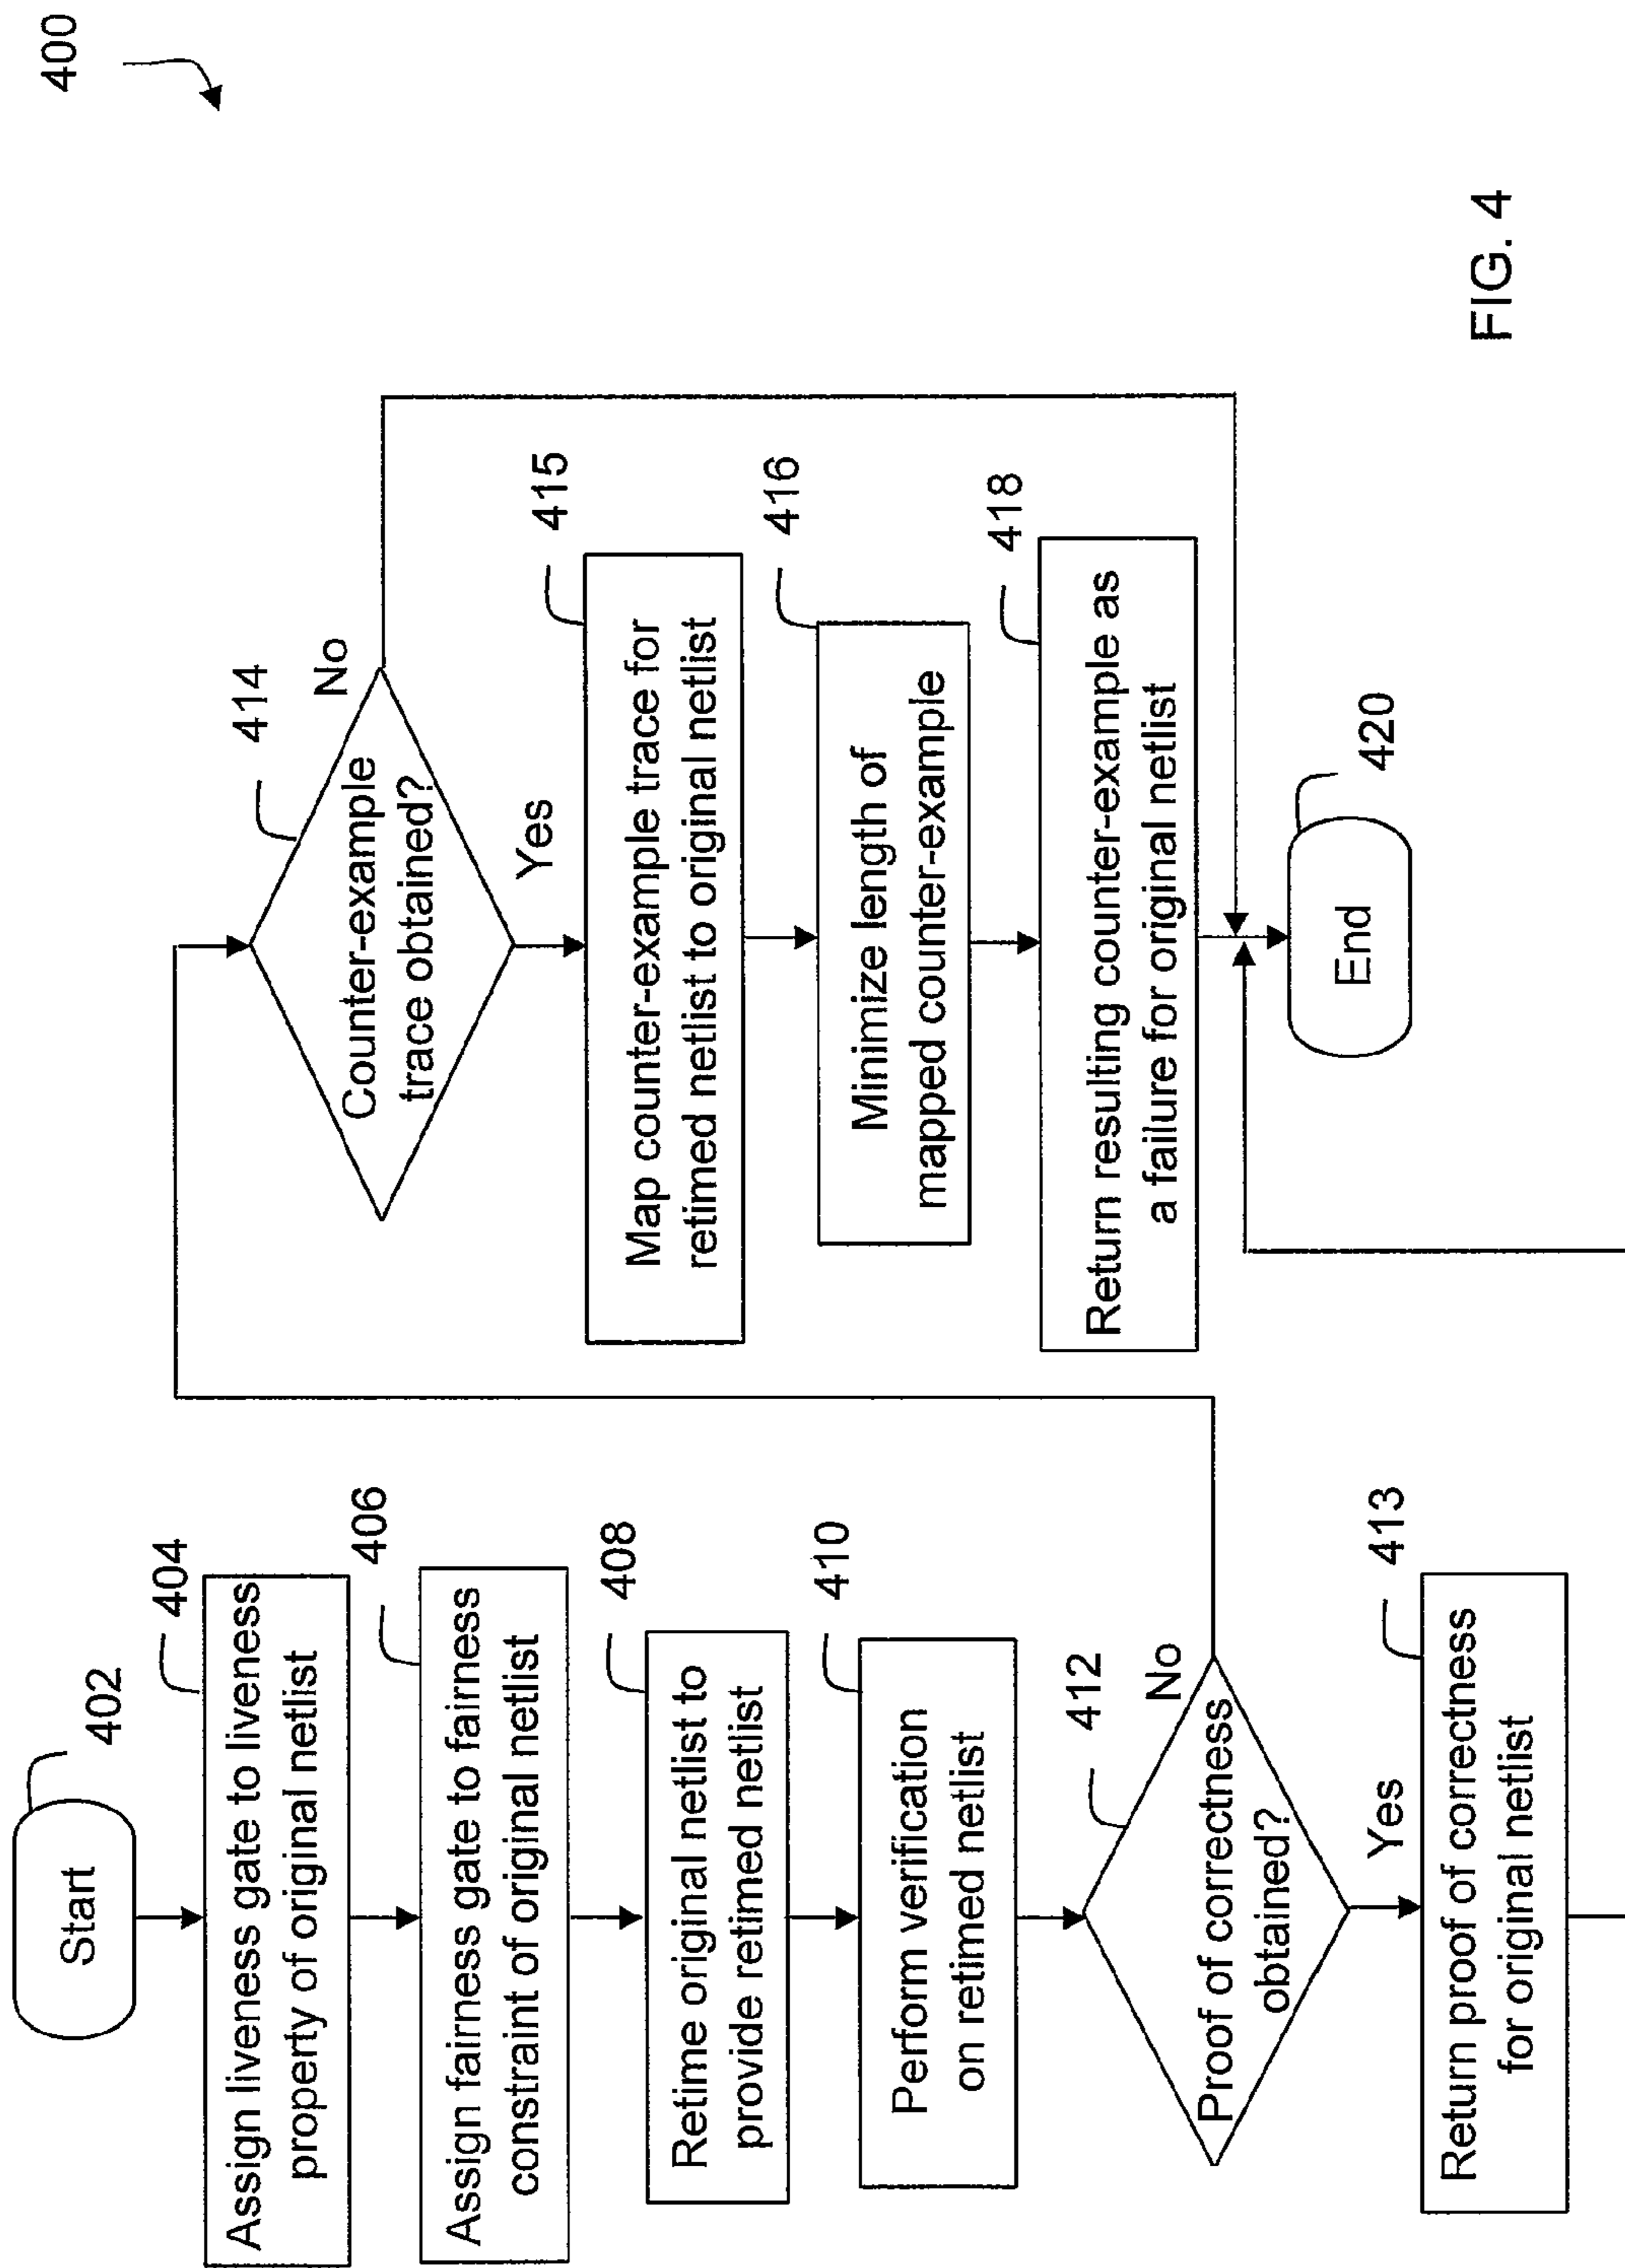 400
Start
402
Assign liveness gate to liveness
property of original netlist
404
Assign fairness gate to fairness
constraint of original netlist
406
Retime original netlist to
provide retimed netlist
408
Perform verification
on retimed netlist
410
Proof of correctness
obtained?
412
No
Yes
Return proof of correctness
for original netlist
413
Counter-example
trace obtained?
414
No
Yes
Map counter-example trace for
retimed netlist to original netlist
415
Minimize length of
mapped counter-example
416
Return resulting counter-example as
a failure for original netlist
418
End
420
FIG. 4